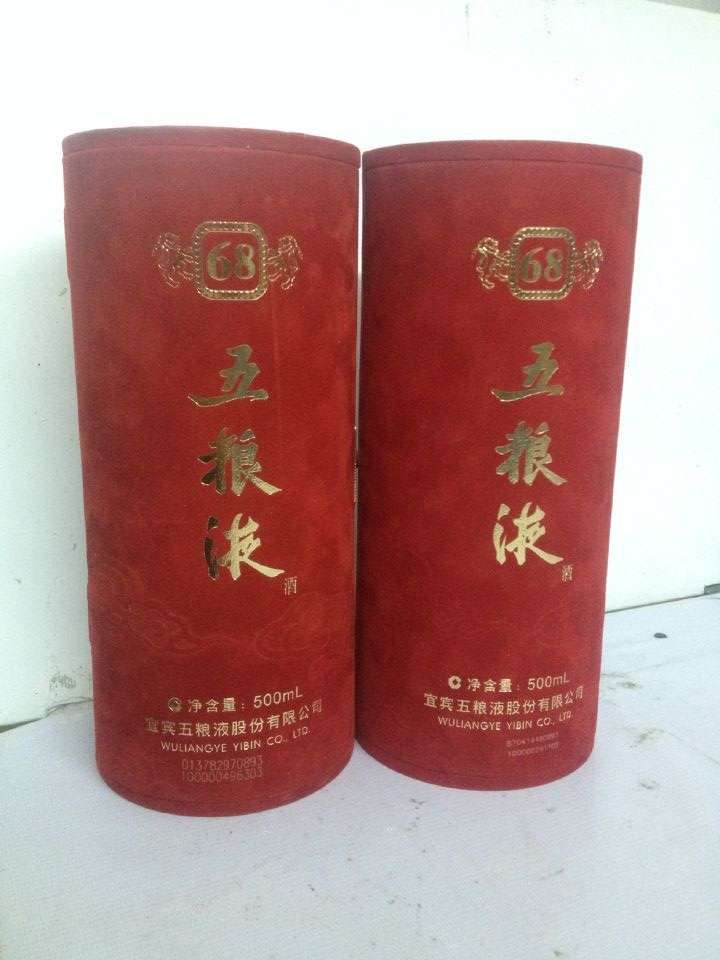 68
五粮液
酒
净含量：500mL
宜宾五粮液股份有限公司
WULIANGYE YIBIN CO., LTD.
013782970893
100000496303
68
五粮液
酒
净含量：500mL
宜宾五粮液股份有限公司
WULIANGYE YIBIN CO., LTD.